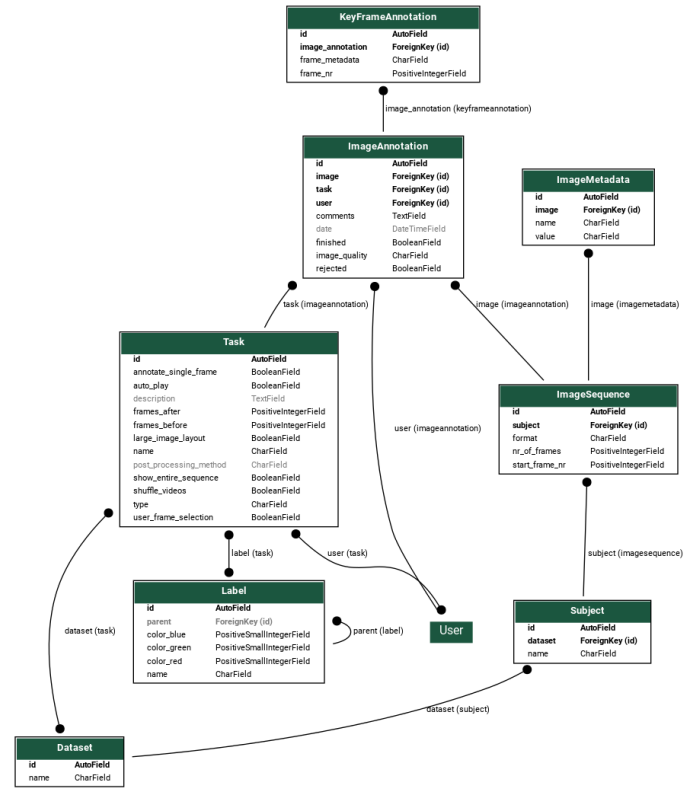 KeyFrameAnnotation
id AutoField
image_annotation ForeignKey (id)
frame_metadata CharField
frame_nr PositiveIntegerField
image_annotation (keyframeannotation)
ImageAnnotation
id AutoField
image ForeignKey (id)
task ForeignKey (id)
user ForeignKey (id)
comments TextField
date DateTimeField
finished BooleanField
image_quality CharField
rejected BooleanField
ImageMetadata
id AutoField
image ForeignKey (id)
name CharField
value CharField
task (imageannotation)
image (imageannotation)
image (imagemetadata)
Task
id AutoField
annotate_single_frame BooleanField
auto_play BooleanField
description TextField
frames_after PositiveIntegerField
frames_before PositiveIntegerField
large_image_layout BooleanField
name CharField
post_processing_method CharField
show_entire_sequence BooleanField
shuffle_videos BooleanField
type CharField
user_frame_selection BooleanField
user (imageannotation)
ImageSequence
id AutoField
subject ForeignKey (id)
format CharField
nr_of_frames PositiveIntegerField
start_frame_nr PositiveIntegerField
label (task)
user (task)
subject (imagesequence)
Label
id AutoField
parent ForeignKey (id)
color_blue PositiveSmallIntegerField
color_green PositiveSmallIntegerField
color_red PositiveSmallIntegerField
name CharField
parent (label)
User
Subject
id AutoField
dataset ForeignKey (id)
name CharField
dataset (task)
dataset (subject)
Dataset
id AutoField
name CharField